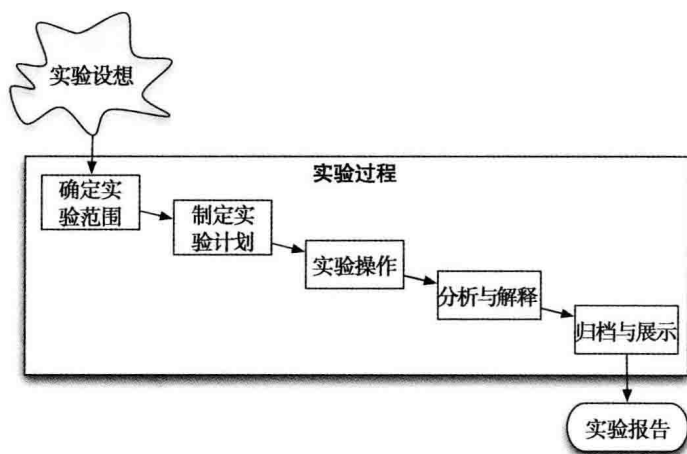 实验设想
实验过程
确定实
验范围
制定实
验计划
实验操作
分析与解释
归档与展示
实验报告